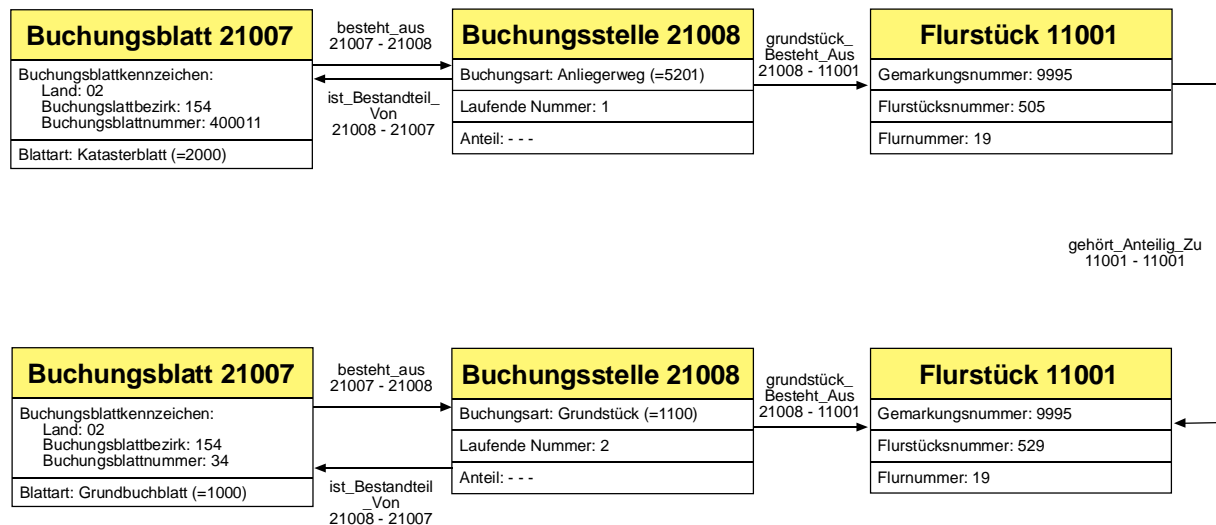 Buchungsblatt 21007
Buchungsblattkennzeichen:
Land: 02
Buchungslattbezirk: 154
Buchungsblattnummer: 400011
Blattart: Katasterblatt (=2000)
besteht_aus
21007 - 21008
ist_Bestandteil_
Von
21008 - 21007
Buchungsstelle 21008
Buchungsart: Anliegerweg (=5201)
Laufende Nummer: 1
Anteil: - - -
grundstück_
Besteht_Aus
21008 - 11001
Flurstück 11001
Gemarkungsnummer: 9995
Flurstücksnummer: 505
Flurnummer: 19
gehört_Anteilig_Zu
11001 - 11001
Buchungsblatt 21007
Buchungsblattkennzeichen:
Land: 02
Buchungsblattbezirk: 154
Buchungsblattnummer: 34
Blattart: Grundbuchblatt (=1000)
besteht_aus
21007 - 21008
ist_Bestandteil
_Von
21008 - 21007
Buchungsstelle 21008
Buchungsart: Grundstück (=1100)
Laufende Nummer: 2
Anteil: - - -
grundstück_
Besteht_Aus
21008 - 11001
Flurstück 11001
Gemarkungsnummer: 9995
Flurstücksnummer: 529
Flurnummer: 19